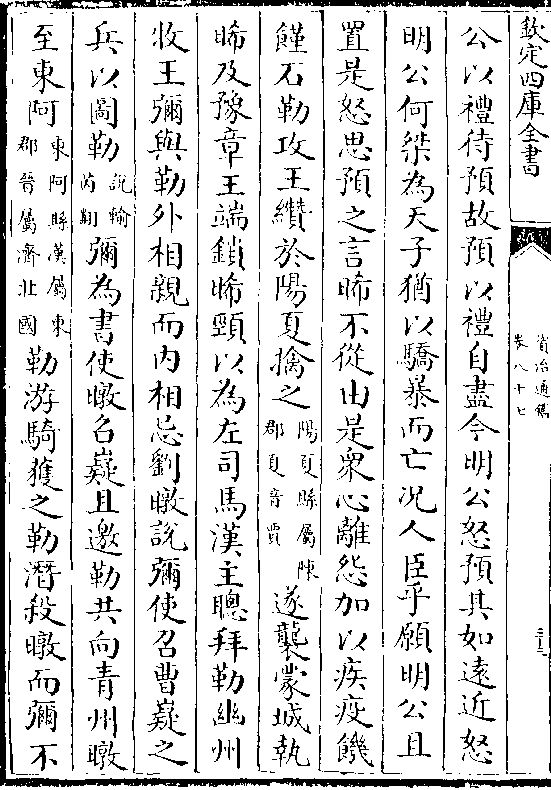 欽定四庫全書
資治通鑑
卷八十七
公以禮待預故預以禮自盡今明公怒預其如遠近怒
明公何桀為天子猶以驕暴而亡况人臣乎願明公且
置是怒思預之言晞不從由是衆心離怨加以疾疫饑
饉石勒攻王讚於陽夏擒之陽夏縣屬陳郡夏音賈遂襲蒙城執
晞及豫章王端鎖晞頸以為左司馬漢主聰拜勒幽州
牧王彌與勒外相親而内相忌劉暾說彌使召曹嶷之
兵以圖勒說輸芮翻彌為書使暾召嶷且邀勒共向青州暾
至東阿東阿縣漢屬東郡晉屬濟北國勒游騎獲之勒潛殺暾而彌不